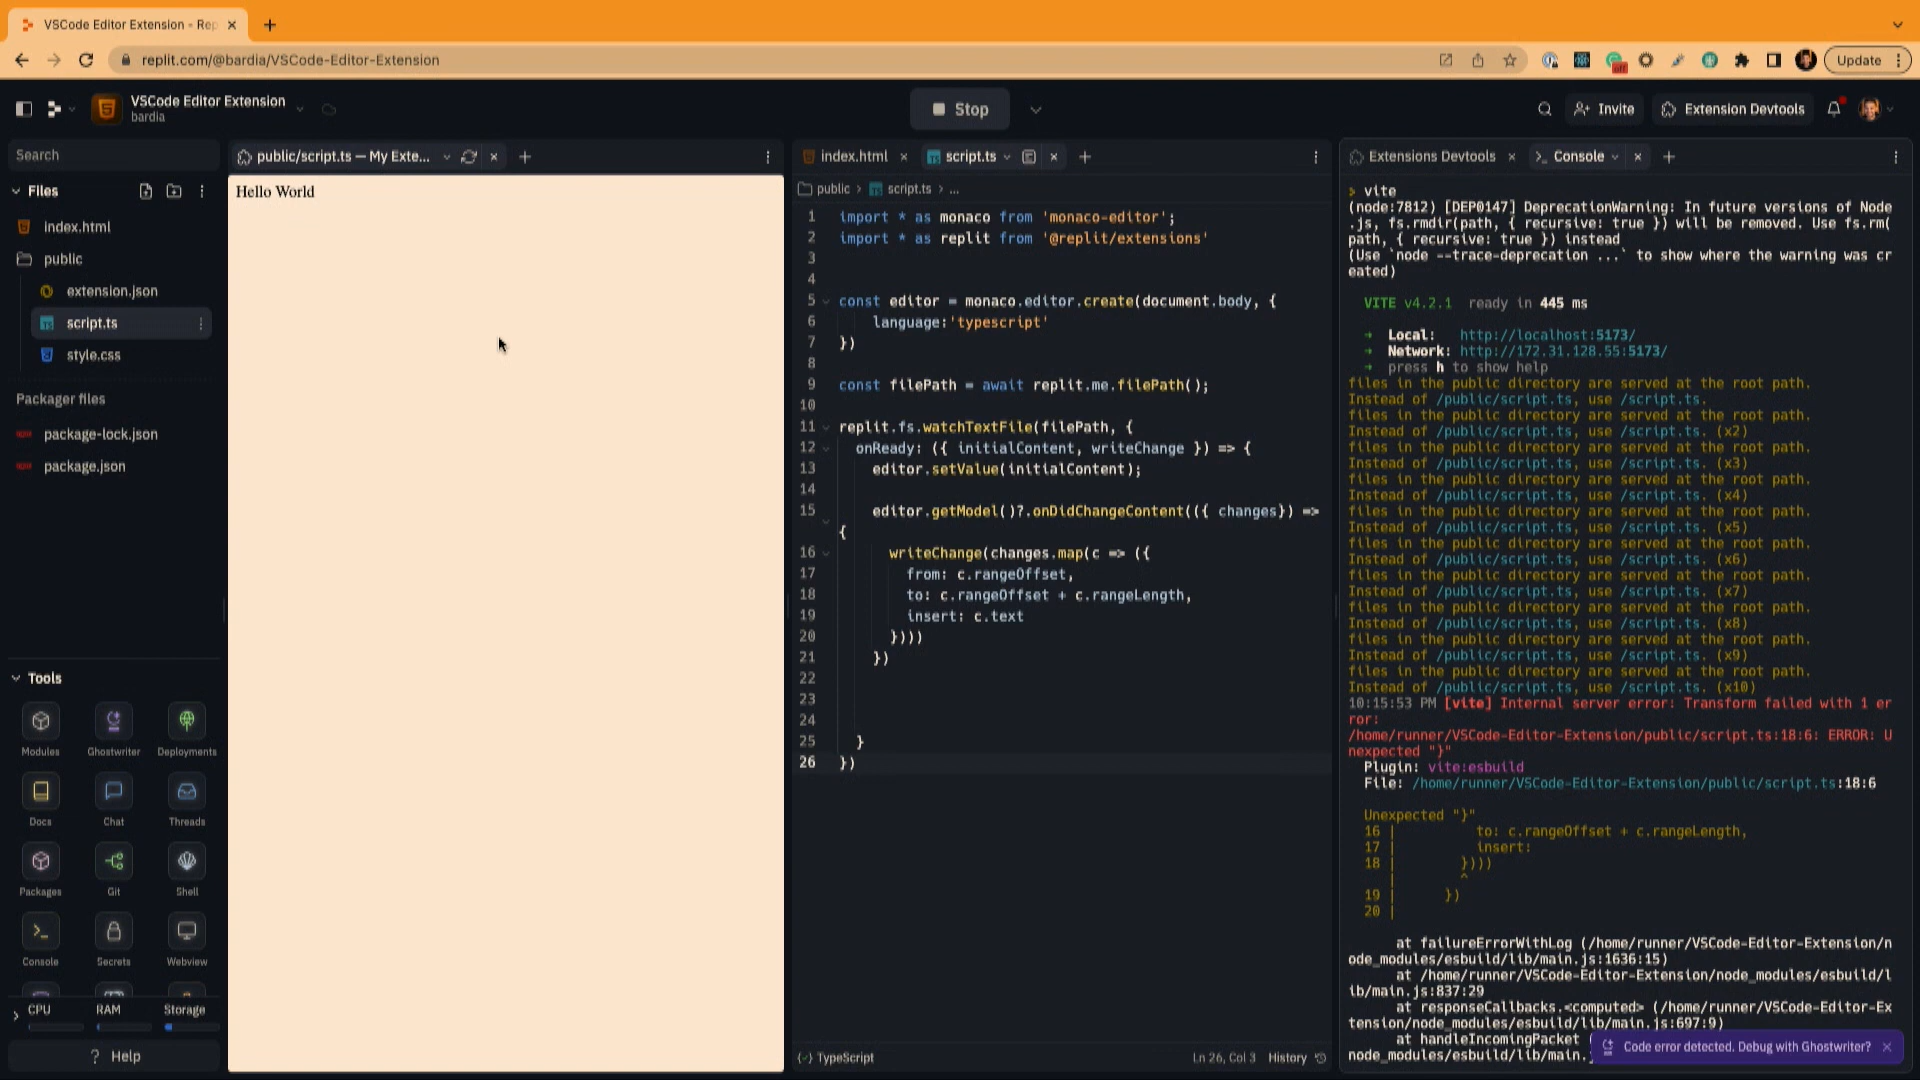 VSCode Editor Extension - Rep
replit.com/@bardia/VSCode-Editor-Extension
Update
VSCode Editor Extension
bardia
Stop
Invite
Extension Devtools
Search
Files
index.html
public
extension.json
script.ts
style.css
Packager files
package-lock.json
package.json
Tools
Modules
Ghostwriter
Deployments
Docs
Chat
Threads
Packages
Git
Shell
Console
Secrets
Webview
CPU
RAM
Storage
? Help
public/script.ts — My Exte...
Hello World
index.html
script.ts
public > script.ts > ...
1 import * as monaco from 'monaco-editor';
2 import * as replit from '@replit/extensions'
3
4
5 const editor = monaco.editor.create(document.body, {
6 language:'typescript'
7 })
8
9 const filePath = await replit.me.filePath();
10
11 replit.fs.watchTextFile(filePath, {
12 onReady: ({ initialContent, writeChange }) => {
13 editor.setValue(initialContent);
14
15 editor.getModel()?.onDidChangeContent(({ changes}) =>
{
16 writeChange(changes.map(c => ({
17 from: c.rangeOffset,
18 to: c.rangeOffset + c.rangeLength,
19 insert: c.text
20 })))
21 })
22
23
24
25 }
26 })
TypeScript
Ln 26, Col 3
History
Extensions Devtools
Console
> vite
(node:7812) [DEP0147] DeprecationWarning: In future versions of Node
.js, fs.rmdir(path, { recursive: true }) will be removed. Use fs.rm(
path, { recursive: true }) instead
(Use `node --trace-deprecation ...` to show where the warning was cr
eated)
VITE v4.2.1 ready in 445 ms
➜ Local: http://localhost:5173/
➜ Network: http://172.31.128.55:5173/
➜ press h to show help
files in the public directory are served at the root path.
Instead of /public/script.ts, use /script.ts.
files in the public directory are served at the root path.
Instead of /public/script.ts, use /script.ts. (x2)
files in the public directory are served at the root path.
Instead of /public/script.ts, use /script.ts. (x3)
files in the public directory are served at the root path.
Instead of /public/script.ts, use /script.ts. (x4)
files in the public directory are served at the root path.
Instead of /public/script.ts, use /script.ts. (x5)
files in the public directory are served at the root path.
Instead of /public/script.ts, use /script.ts. (x6)
files in the public directory are served at the root path.
Instead of /public/script.ts, use /script.ts. (x7)
files in the public directory are served at the root path.
Instead of /public/script.ts, use /script.ts. (x8)
files in the public directory are served at the root path.
Instead of /public/script.ts, use /script.ts. (x9)
files in the public directory are served at the root path.
Instead of /public/script.ts, use /script.ts. (x10)
10:15:53 PM [vite] Internal server error: Transform failed with 1 er
ror:
/home/runner/VSCode-Editor-Extension/public/script.ts:18:6: ERROR: U
nexpected "}"
Plugin: vite:esbuild
File: /home/runner/VSCode-Editor-Extension/public/script.ts:18:6
Unexpected "}"
16 | to: c.rangeOffset + c.rangeLength,
17 | insert:
18 | })))
| ^
19 | })
20 |
at failureErrorWithLog (/home/runner/VSCode-Editor-Extension/n
ode_modules/esbuild/lib/main.js:1636:15)
at /home/runner/VSCode-Editor-Extension/node_modules/esbuild/l
ib/main.js:837:29
at responseCallbacks.<computed> (/home/runner/VSCode-Editor-Ex
tension/node_modules/esbuild/lib/main.js:697:9)
at handleIncomingPacket (
node_modules/esbuild/lib/main.
Code error detected. Debug with Ghostwriter?